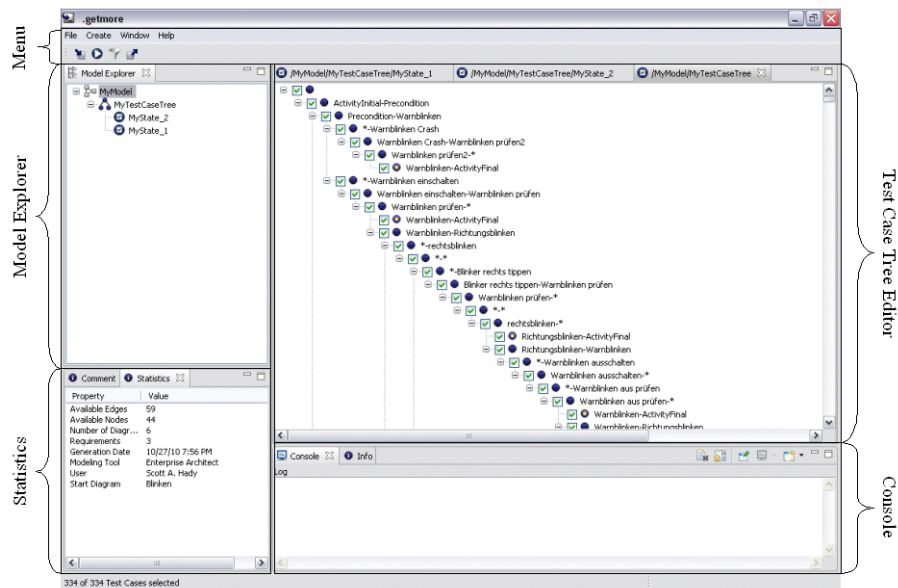 .getmore
Menu
File Create Window Help
Model Explorer
MyModel
MyTestCaseTree
MyState_2
MyState_1
Model Explorer
/MyModel/MyTestCaseTree/MyState_1
/MyModel/MyTestCaseTree/MyState_2
/MyModel/MyTestCaseTree
ActivityInitial-Precondition
Precondition-Warnblinken
*-Warnblinken Crash
Warnblinken Crash-Warnblinken prüfen2
Warnblinken prüfen2-*
Warnblinken-ActivityFinal
*-Warnblinken einschalten
Warnblinken einschalten-Warnblinken prüfen
Warnblinken prüfen-*
Warnblinken-ActivityFinal
Warnblinken-Richtungsblinken
*-rechtsblinken
*-*
*-Blinker rechts tippen
Blinker rechts tippen-Warnblinken prüfen
Warnblinken prüfen-*
*-*
rechtsblinken-*
Richtungsblinken-ActivityFinal
Richtungsblinken-Warnblinken
*-Warnblinken ausschalten
Warnblinken ausschalten-*
*-Warnblinken aus prüfen
Warnblinken aus prüfen-*
Warnblinken-ActivityFinal
Warnblinken-Richtungsblinken
Test Case Tree Editor
Comment Statistics
Property Value
Available Edges 59
Available Nodes 44
Number of Diagr... 6
Requirements 3
Generation Date 10/27/10 7:56 PM
Modeling Tool Enterprise Architect
User Scott A. Hady
Start Diagram Blinken
Statistics
Console Info
Log
Console
334 of 334 Test Cases selected